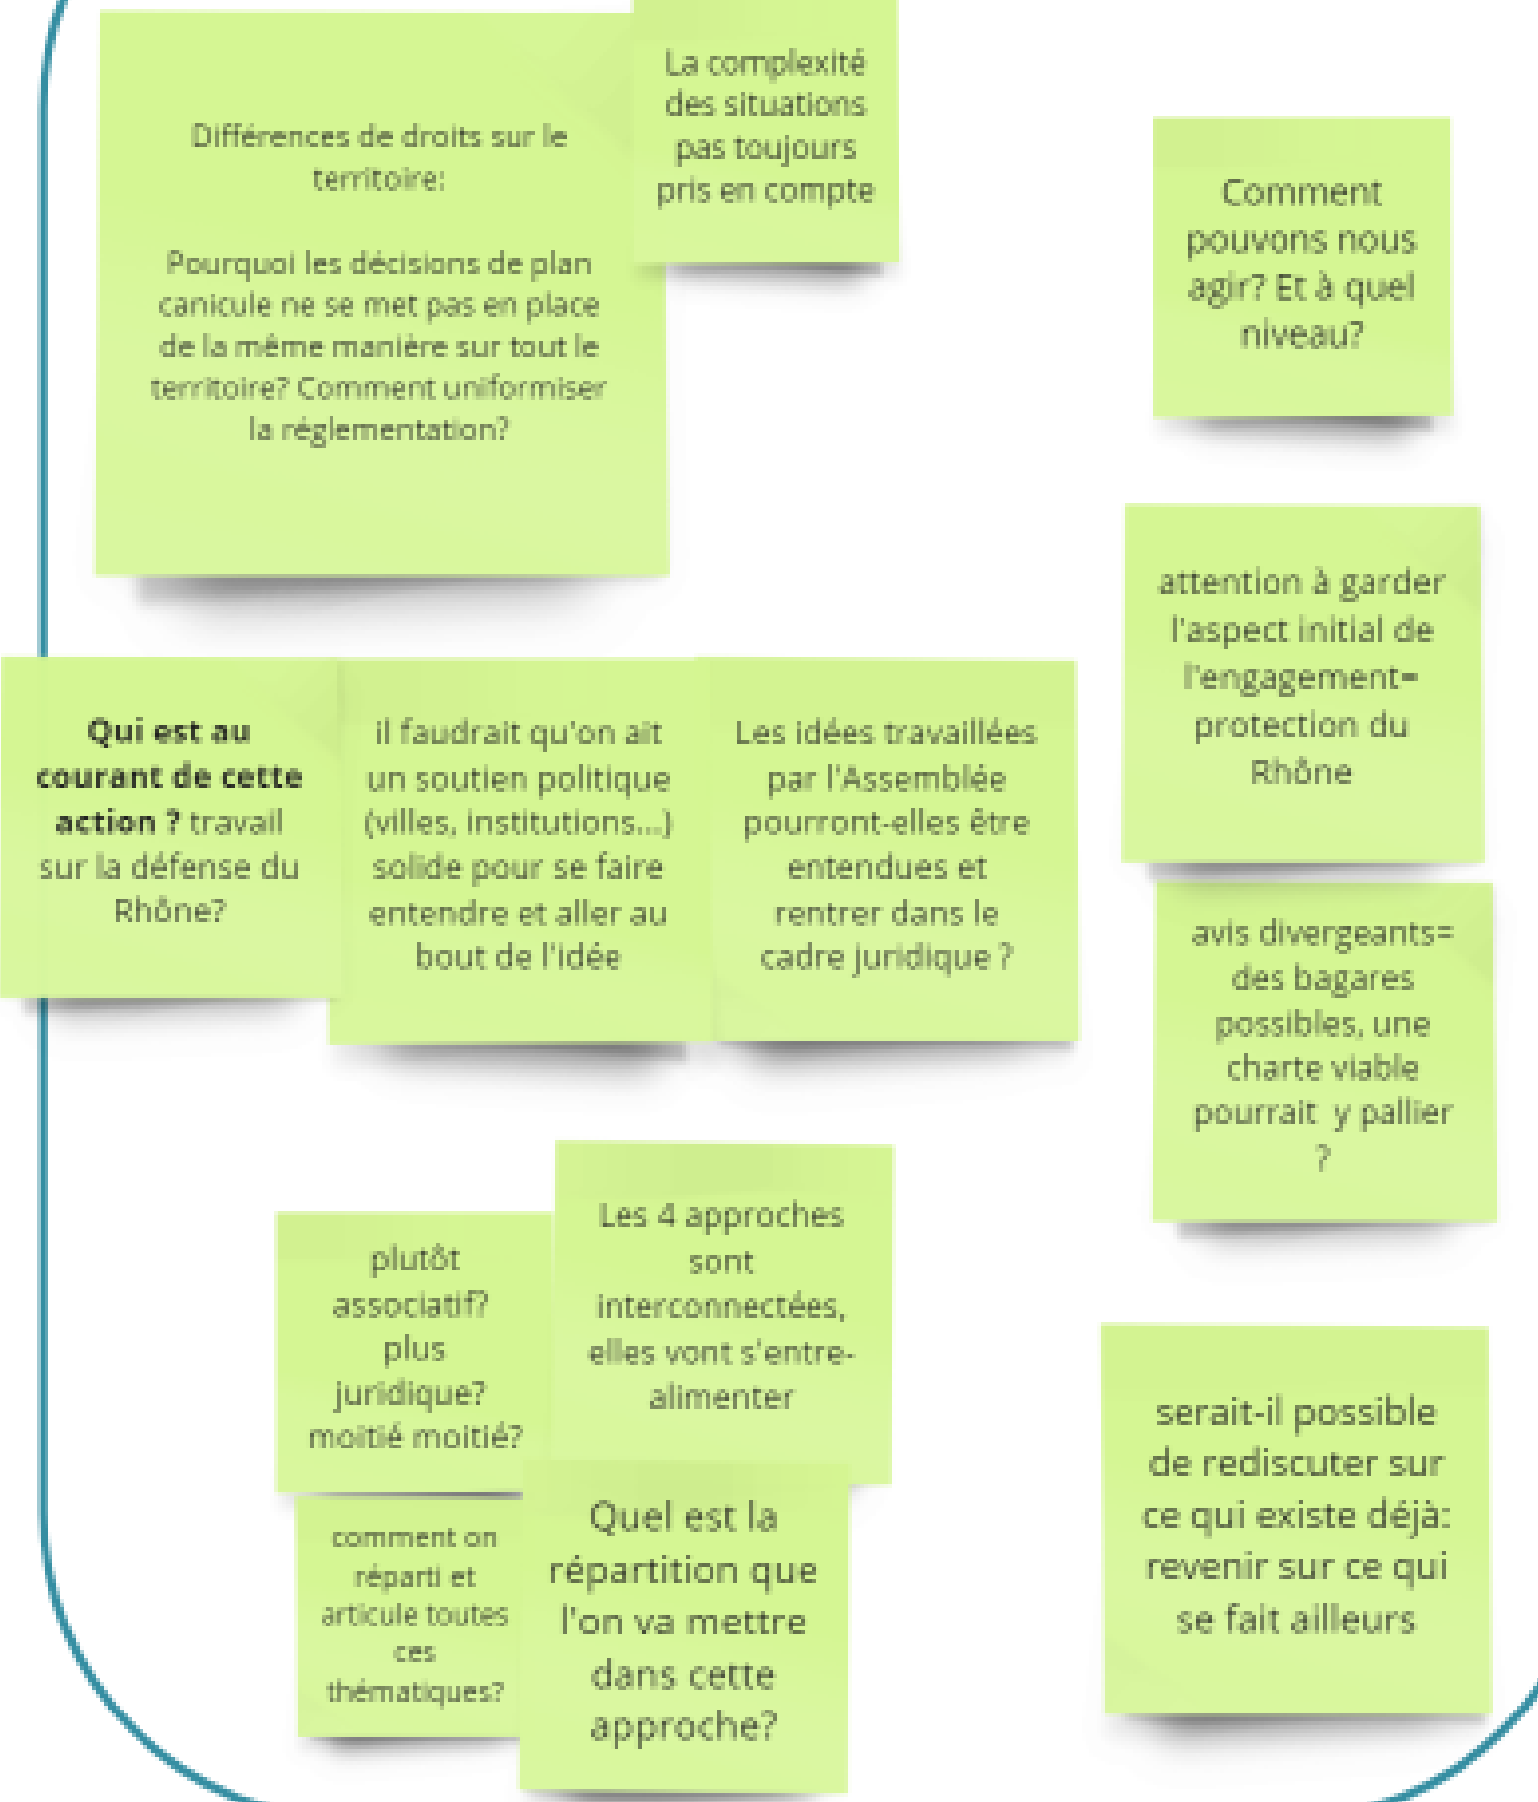 Différences de droits sur le
territoire:
Pourquoi les décisions de plan
canicule ne se met pas en place
de la même manière sur tout le
territoire? Comment uniformiser
la réglementation?
La complexité
des situations
pas toujours
pris en compte
Comment
pouvons nous
agir? Et à quel
niveau?
attention à garder
l'aspect initial de
l'engagement=
protection du
Rhône
Qui est au
courant de cette
action ? travail
sur la défense du
Rhône?
il faudrait qu'on ait
un soutien politique
(villes, institutions...)
solide pour se faire
entendre et aller au
bout de l'idée
Les idées travaillées
par l'Assemblée
pourront-elles être
entendues et
rentrer dans le
cadre juridique ?
avis divergeants=
des bagares
possibles, une
charte viable
pourrait  y pallier
?
plutôt
associatif?
plus
juridique?
moitié moitié?
Les 4 approches
sont
interconnectées,
elles vont s'entre-
alimenter
comment on
réparti et
articule toutes
ces
thématiques?
Quel est la
répartition que
l'on va mettre
dans cette
approche?
serait-il possible
de rediscuter sur
ce qui existe déjà:
revenir sur ce qui
se fait ailleurs